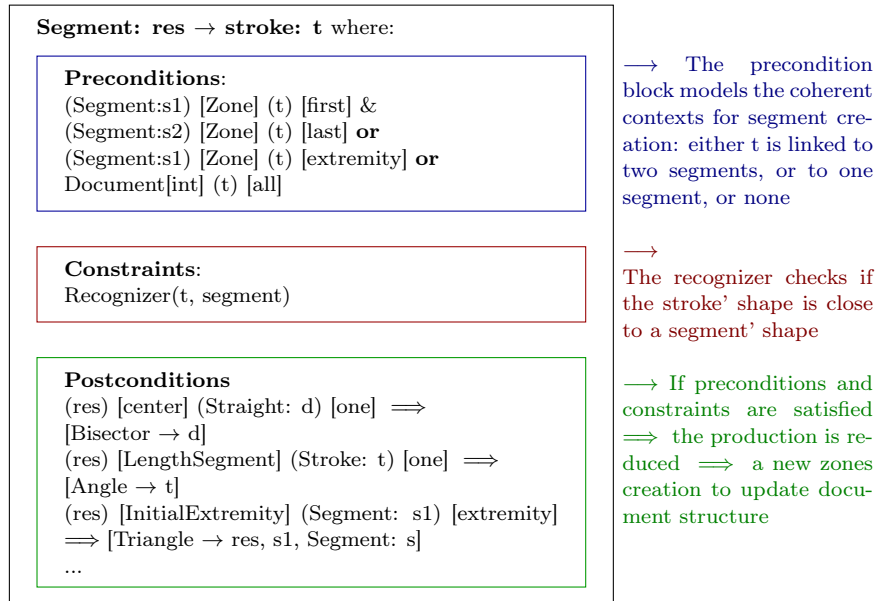 Segment: res → stroke: t where:
Preconditions:
(Segment:s1) [Zone] (t) [first] &
(Segment:s2) [Zone] (t) [last] or
(Segment:s1) [Zone] (t) [extremity] or
Document[int] (t) [all]
⟶ The precondition
block models the coherent
contexts for segment cre-
ation: either t is linked to
two segments, or to one
segment, or none
Constraints:
Recognizer(t, segment)
⟶
The recognizer checks if
the stroke' shape is close
to a segment' shape
Postconditions
(res) [center] (Straight: d) [one] ⟹
[Bisector → d]
(res) [LengthSegment] (Stroke: t) [one] ⟹
[Angle → t]
(res) [InitialExtremity] (Segment: s1) [extremity]
⟹ [Triangle → res, s1, Segment: s]
...
⟶ If preconditions and
constraints are satisfied
⟹ the production is re-
duced ⟹ a new zones
creation to update docu-
ment structure